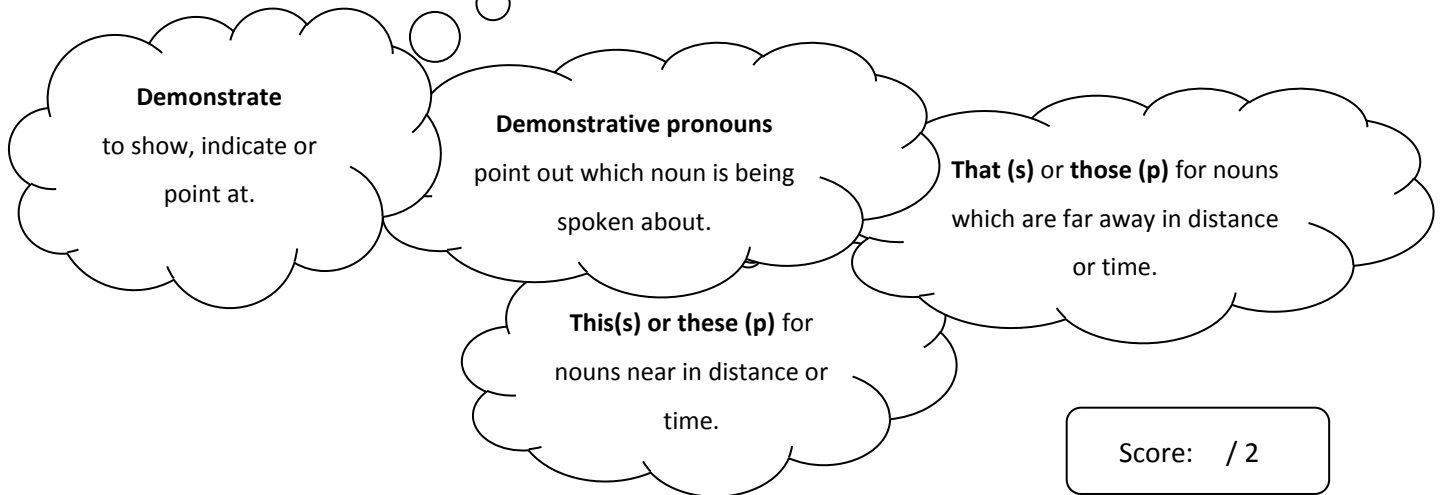 Demonstrate
to show, indicate or
point at.
Demonstrative pronouns
point out which noun is being
spoken about.
That (s) or those (p) for nouns
which are far away in distance
or time.
This(s) or these (p) for
nouns near in distance or
time.
Score: / 2